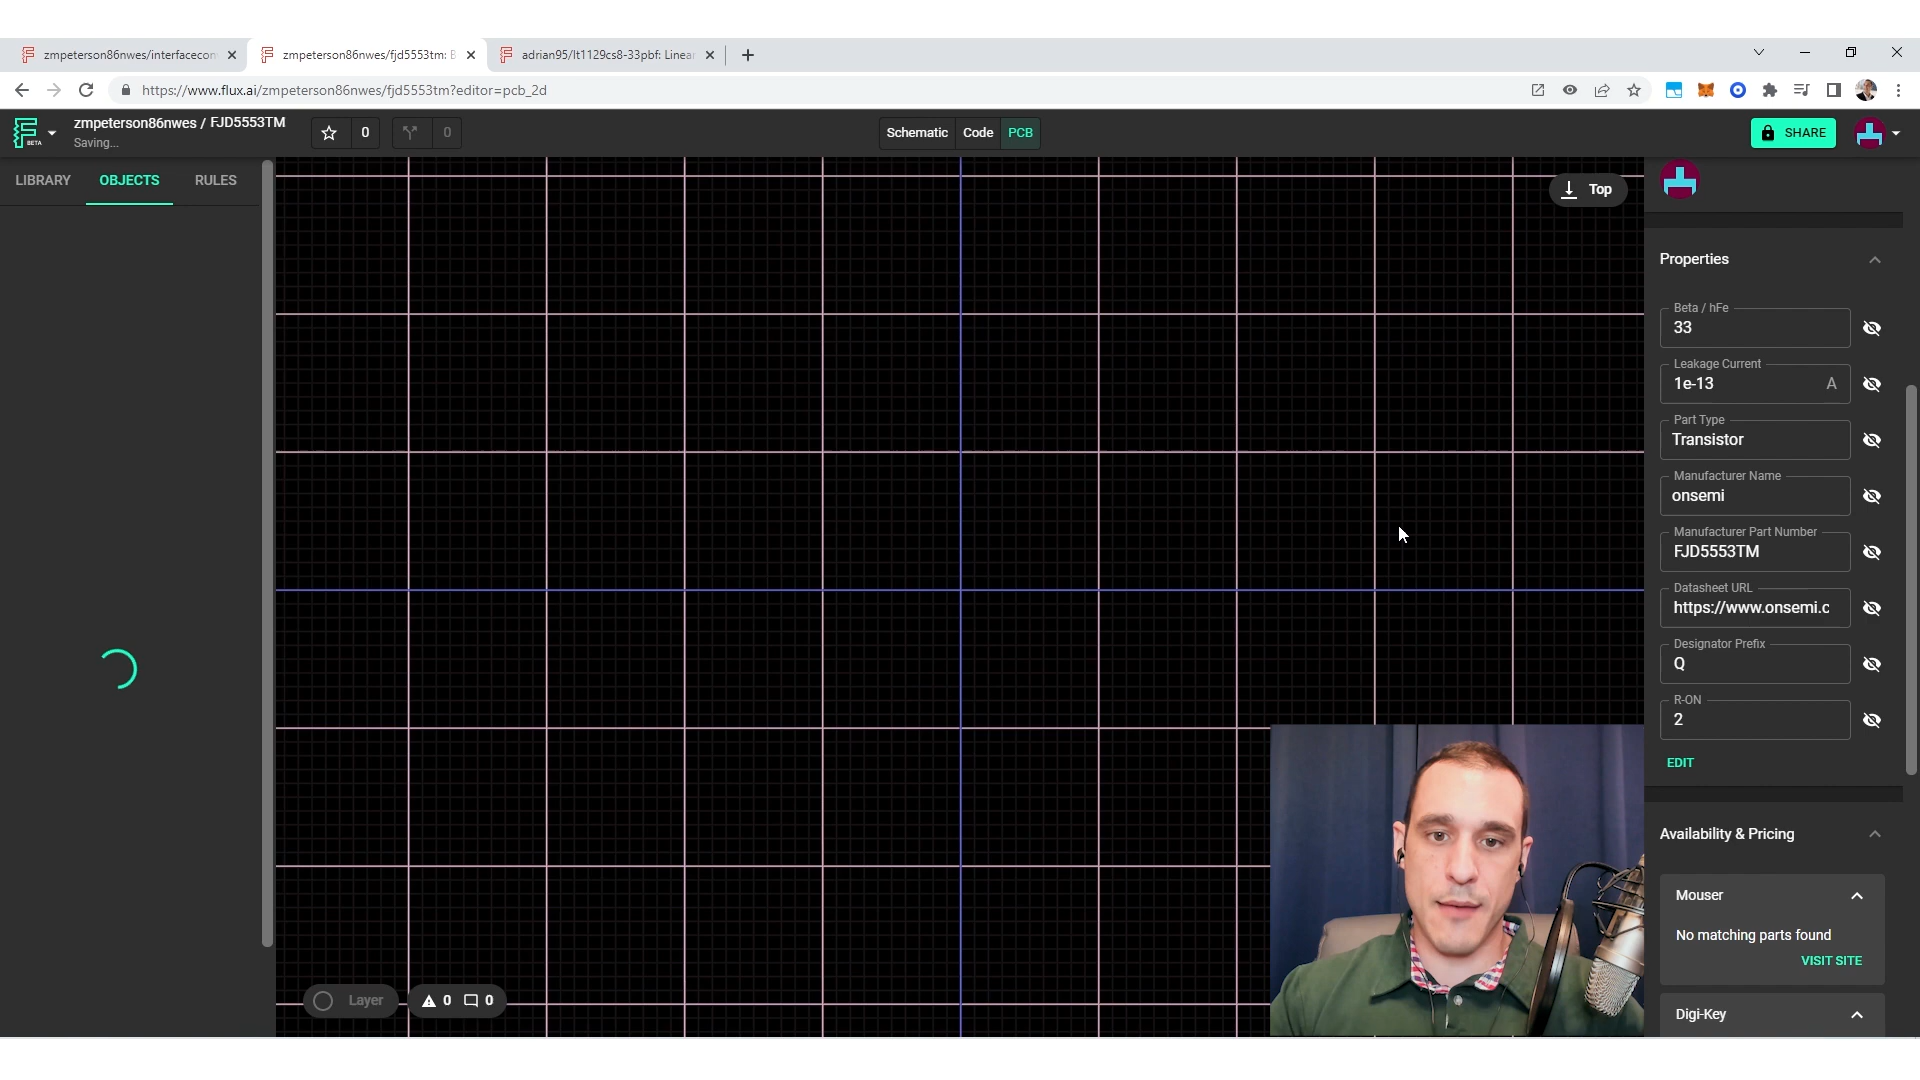 zmpeterson86nwes/interfacecon
zmpeterson86nwes/fjd5553tm: B
adrian95/lt1129cs8-33pbf: Linear
https://www.flux.ai/zmpeterson86nwes/fjd5553tm?editor=pcb_2d
BETA
zmpeterson86nwes / FJD5553TM
Saving...
0
0
Schematic
Code
PCB
SHARE
LIBRARY
OBJECTS
RULES
Top
Properties
Beta / hFe
33
Leakage Current
1e-13
A
Part Type
Transistor
Manufacturer Name
onsemi
Manufacturer Part Number
FJD5553TM
Datasheet URL
https://www.onsemi.c
Designator Prefix
Q
R-ON
2
EDIT
Availability & Pricing
Mouser
No matching parts found
VISIT SITE
Digi-Key
Layer
0
0